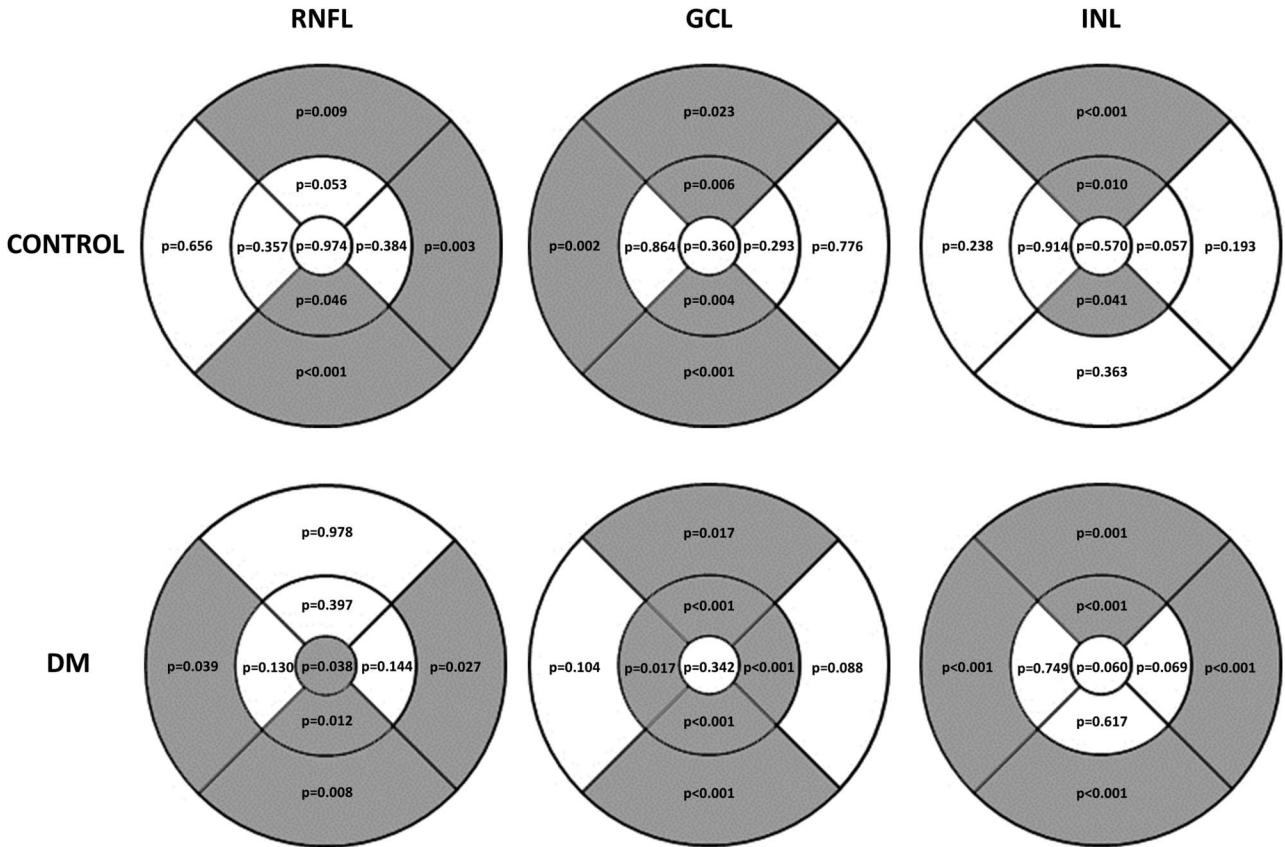 RNFL GCL INL
p=0.009 p=0.023 p<0.001
p=0.053 p=0.006 p=0.010
CONTROL p=0.656 p=0.357 p=0.974 p=0.384 p=0.003 p=0.002 p=0.864 p=0.360 p=0.293 p=0.776 p=0.238 p=0.914 p=0.570 p=0.057 p=0.193
p=0.046 p=0.004 p=0.041
p<0.001 p<0.001 p=0.363
p=0.978 p=0.017 p=0.001
p=0.397 p<0.001 p<0.001
DM p=0.039 p=0.130 p=0.038 p=0.144 p=0.027 p=0.104 p=0.017 p=0.342 p<0.001 p=0.088 p<0.001 p=0.749 p=0.060 p=0.069 p<0.001
p=0.012 p<0.001 p=0.617
p=0.008 p<0.001 p<0.001